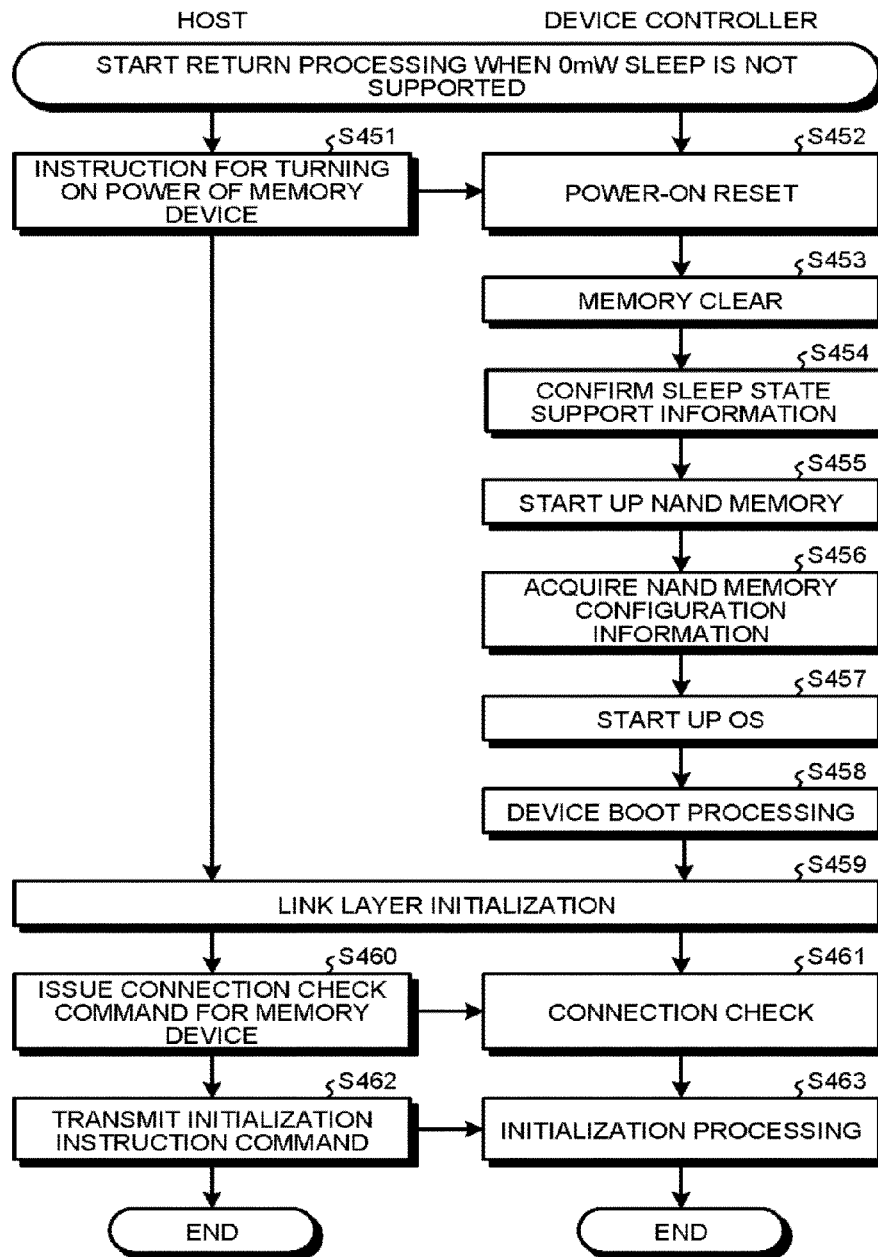 HOST
DEVICE CONTROLLER
START RETURN PROCESSING WHEN 0mW SLEEP IS NOT
SUPPORTED
S451
INSTRUCTION FOR TURNING
ON POWER OF MEMORY
DEVICE
S452
POWER-ON RESET
S453
MEMORY CLEAR
S454
CONFIRM SLEEP STATE
SUPPORT INFORMATION
S455
START UP NAND MEMORY
S456
ACQUIRE NAND MEMORY
CONFIGURATION
INFORMATION
S457
START UP OS
S458
DEVICE BOOT PROCESSING
S459
LINK LAYER INITIALIZATION
S460
ISSUE CONNECTION CHECK
COMMAND FOR MEMORY
DEVICE
S461
CONNECTION CHECK
S462
TRANSMIT INITIALIZATION
INSTRUCTION COMMAND
S463
INITIALIZATION PROCESSING
END
END